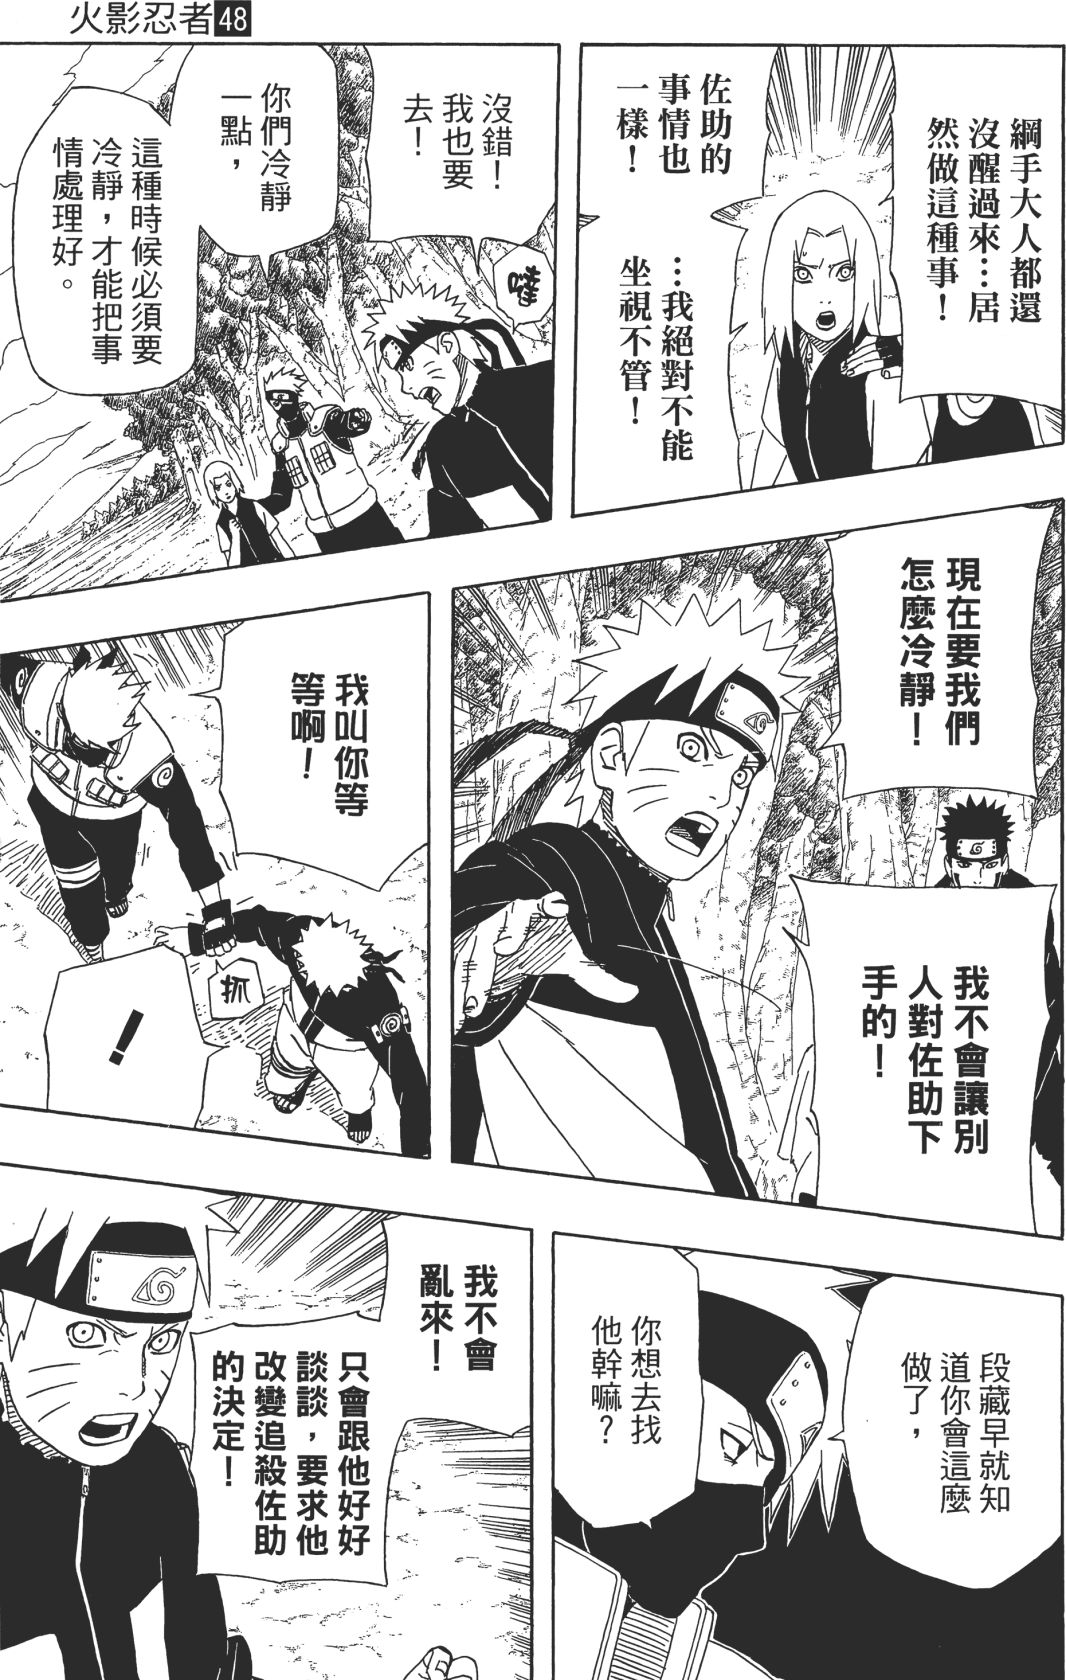 火影忍者48
綱手大人都還
沒醒過來…居
然做這種事！
佐助的
事情也
一樣！
…我絕對不能
坐視不管！
沒錯！
我也要
去！
噠
你們冷靜
一點，
這種時候必須要
冷靜，才能把事
情處理好。
現在要我們
怎麼冷靜！
我不會讓別
人對佐助下
手的！
我叫你等
等啊！
抓
！
段藏早就知
道你會這麼
做了，
你想去找
他幹嘛？
我不會
亂來！
只會跟他好好
談談，要求他
改變追殺佐助
的決定！